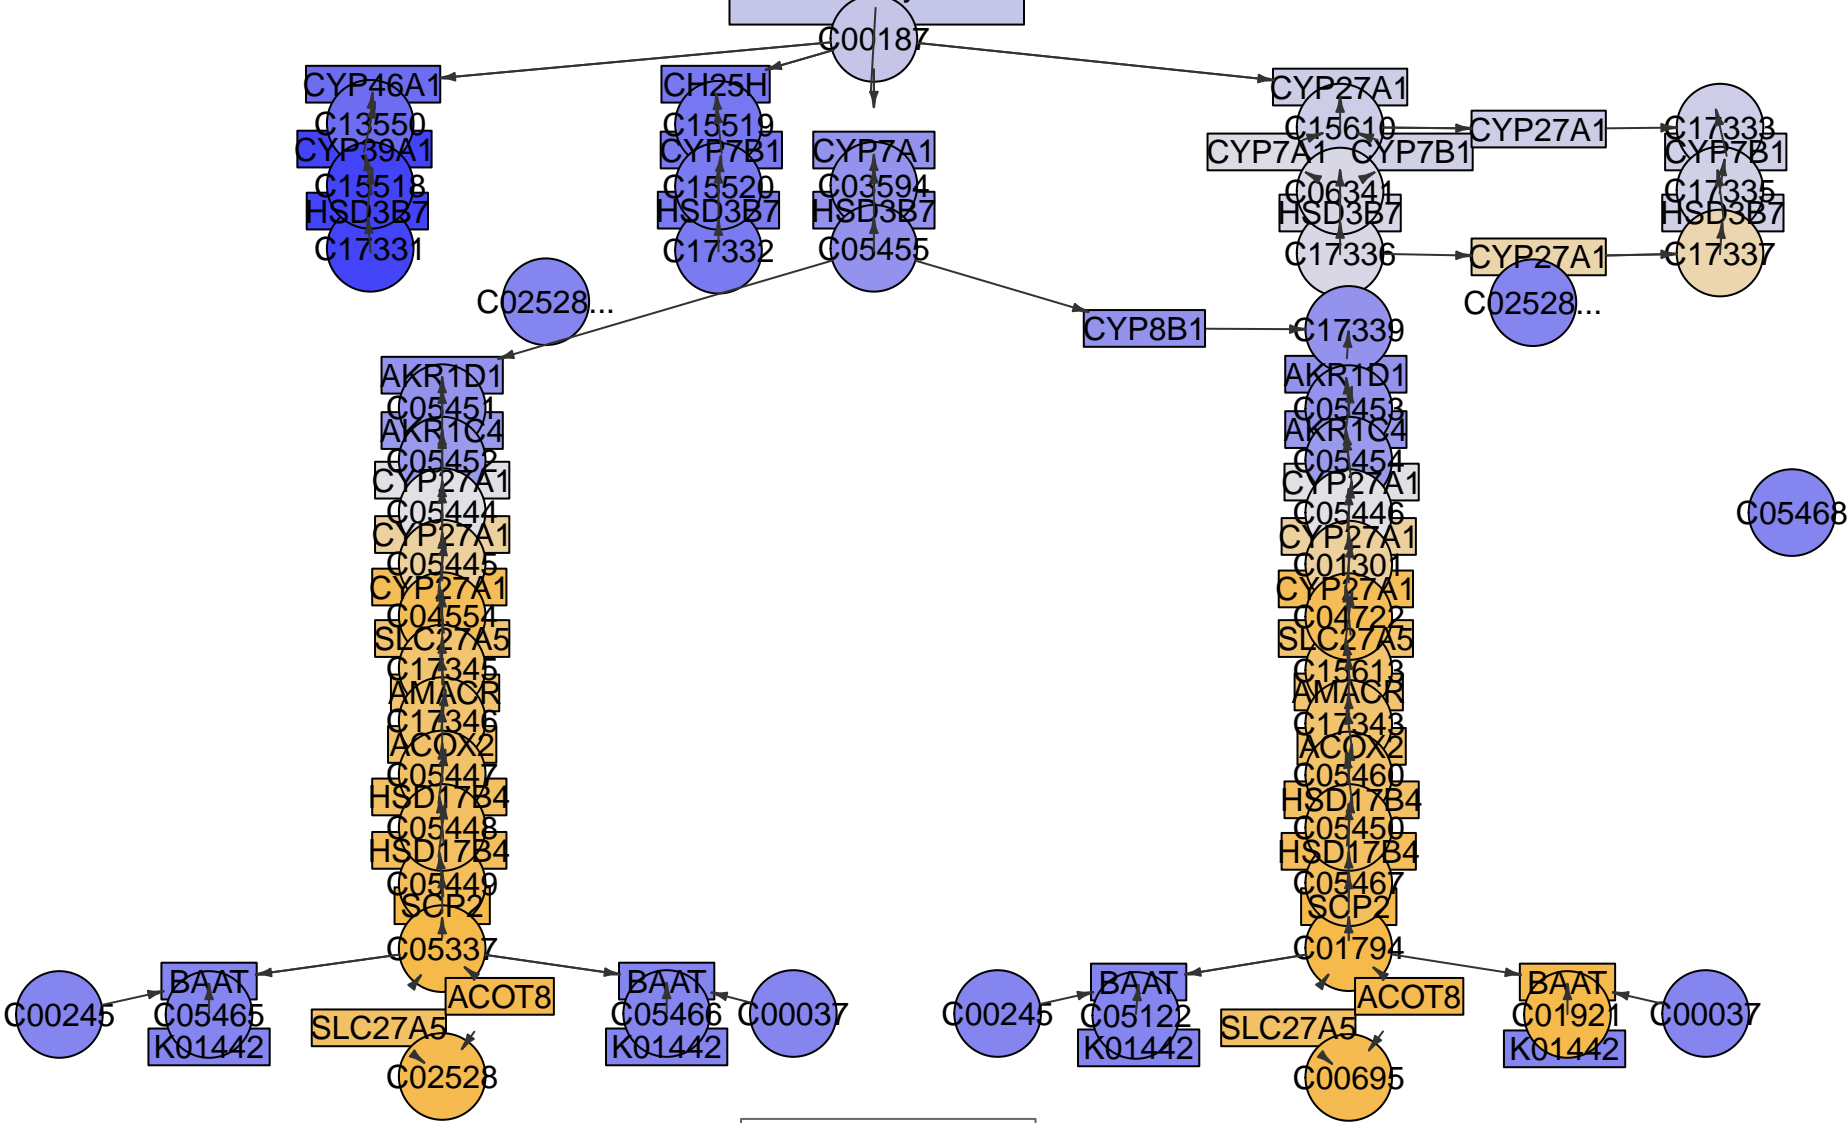 C00187
CYP46A1
CH25H
CYP27A1
C13550
C15519
C15610
CYP27A1
C17333
CYP39A1
CYP7B1
CYP7A1
CYP7A1
CYP7B1
CYP7B1
C15518
C15520
C03594
C06341
C17335
HSD3B7
HSD3B7
HSD3B7
HSD3B7
HSD3B7
C17331
C17332
C05455
C17336
CYP27A1
C17337
C02528...
C02528...
CYP8B1
C17339
AKR1D1
AKR1D1
C05451
C05453
AKR1C4
AKR1C4
C05452
C05454
CYP27A1
CYP27A1
C05444
C05446
C05468
CYP27A1
CYP27A1
C05445
C01301
CYP27A1
CYP27A1
C04554
C04722
SLC27A5
SLC27A5
C17345
C15613
AMACR
AMACR
C17346
C17343
ACOX2
ACOX2
C05447
C05460
HSD17B4
HSD17B4
C05448
C05450
HSD17B4
HSD17B4
C05449
C05467
SCP2
SCP2
C05337
C01794
BAAT
BAAT
BAAT
BAAT
ACOT8
ACOT8
C00245
C05465
C05466
C00037
C00245
C05122
C01921
C00037
SLC27A5
SLC27A5
K01442
K01442
K01442
K01442
C02528
C00695